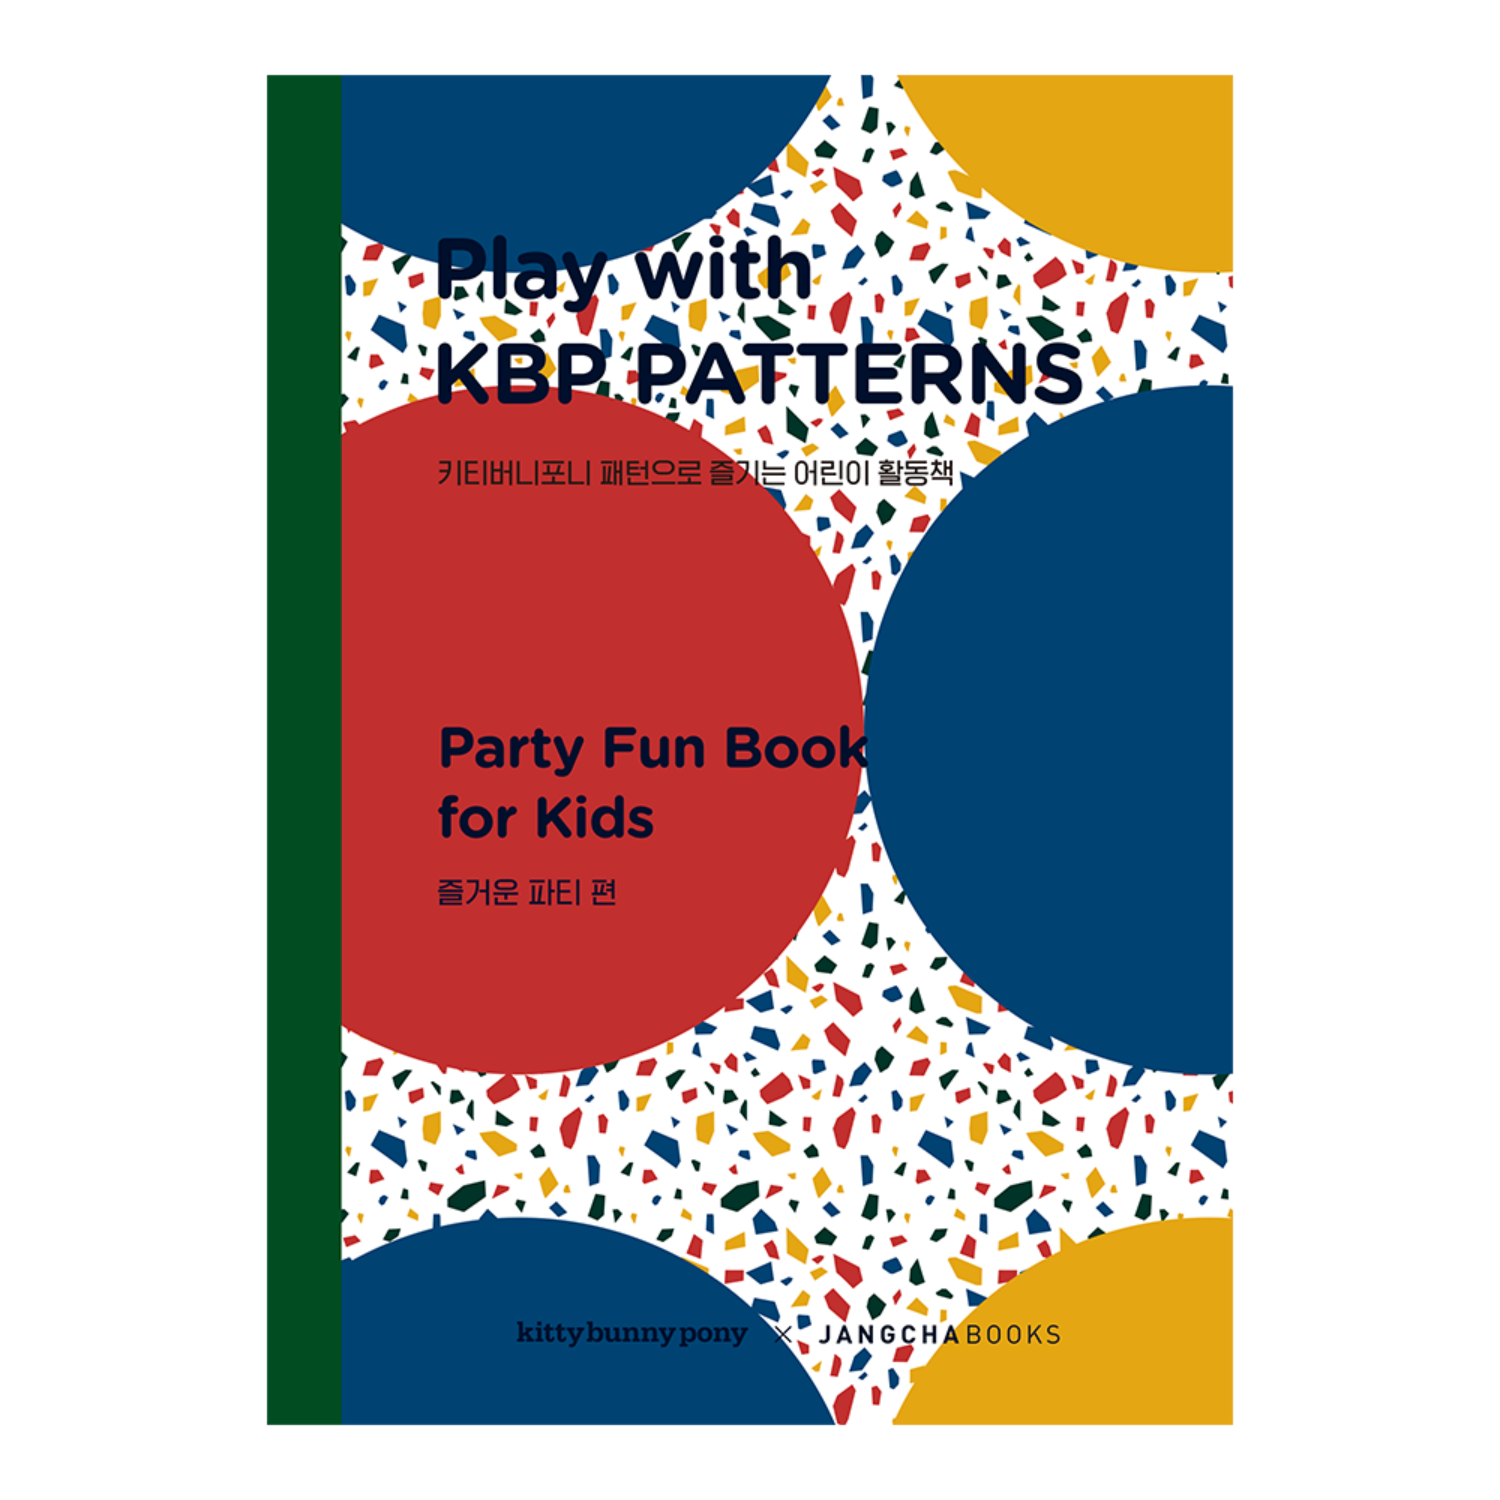 Play with
KBP PATTERNS
키티버니포니 패턴으로 즐기는 어린이 활동책
Party Fun Book
for Kids
즐거운 파티 편
kittybunnypony × JANGCHABOOKS